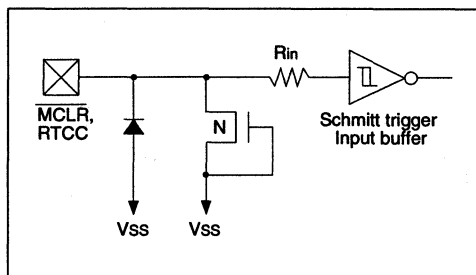 Rin
MCLR,
RTCC
N
Schmitt trigger
Input buffer
VSS
VSS